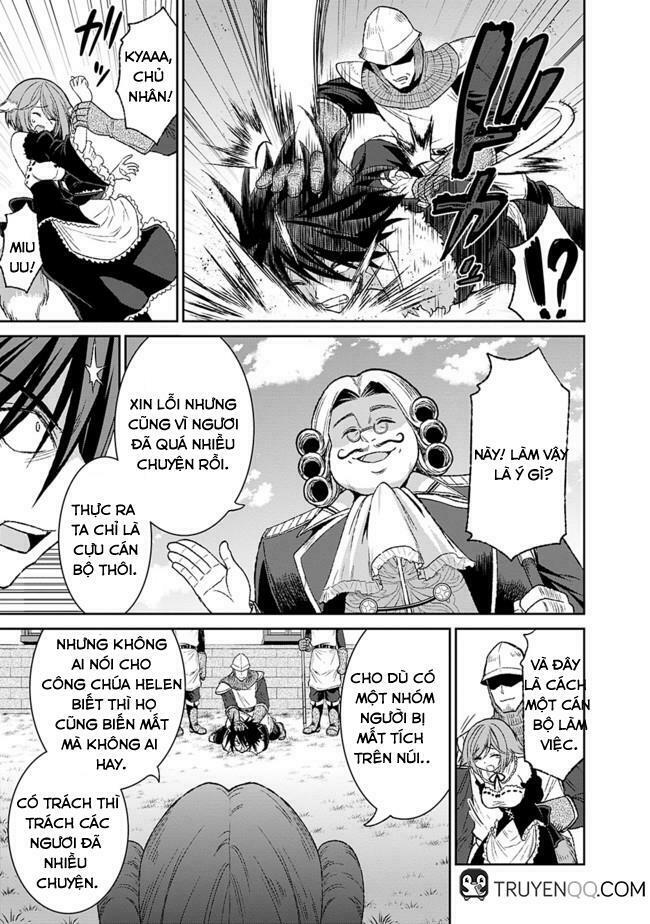 ドドドッ
!?
KYAAA,
CHỦ
NHÂN!
MIU
UU!
NÀY! LÀM VẬY
LÀ Ý GÌ?
XIN LỖI NHƯNG
CŨNG VÌ NGƯƠI
ĐÃ QUÁ NHIỀU
CHUYỆN RỒI.
THỰC RA
TA CHỈ LÀ
CỰU CÁN
BỘ THÔI.
VÀ ĐÂY
LÀ CÁCH
MỘT CÁN
BỘ LÀM
VIỆC.
CHO DÙ CÓ
MỘT NHÓM
NGƯỜI BỊ
MẤT TÍCH
TRÊN NÚI..
NHƯNG KHÔNG
AI NÓI CHO
CÔNG CHÚA HELEN
BIẾT THÌ HỌ
CŨNG BIẾN MẤT
MÀ KHÔNG AI
HAY.
CÓ TRÁCH THÌ
TRÁCH CÁC
NGƯƠI ĐÃ
NHIỀU
CHUYỆN.
TRUYENQQ.COM